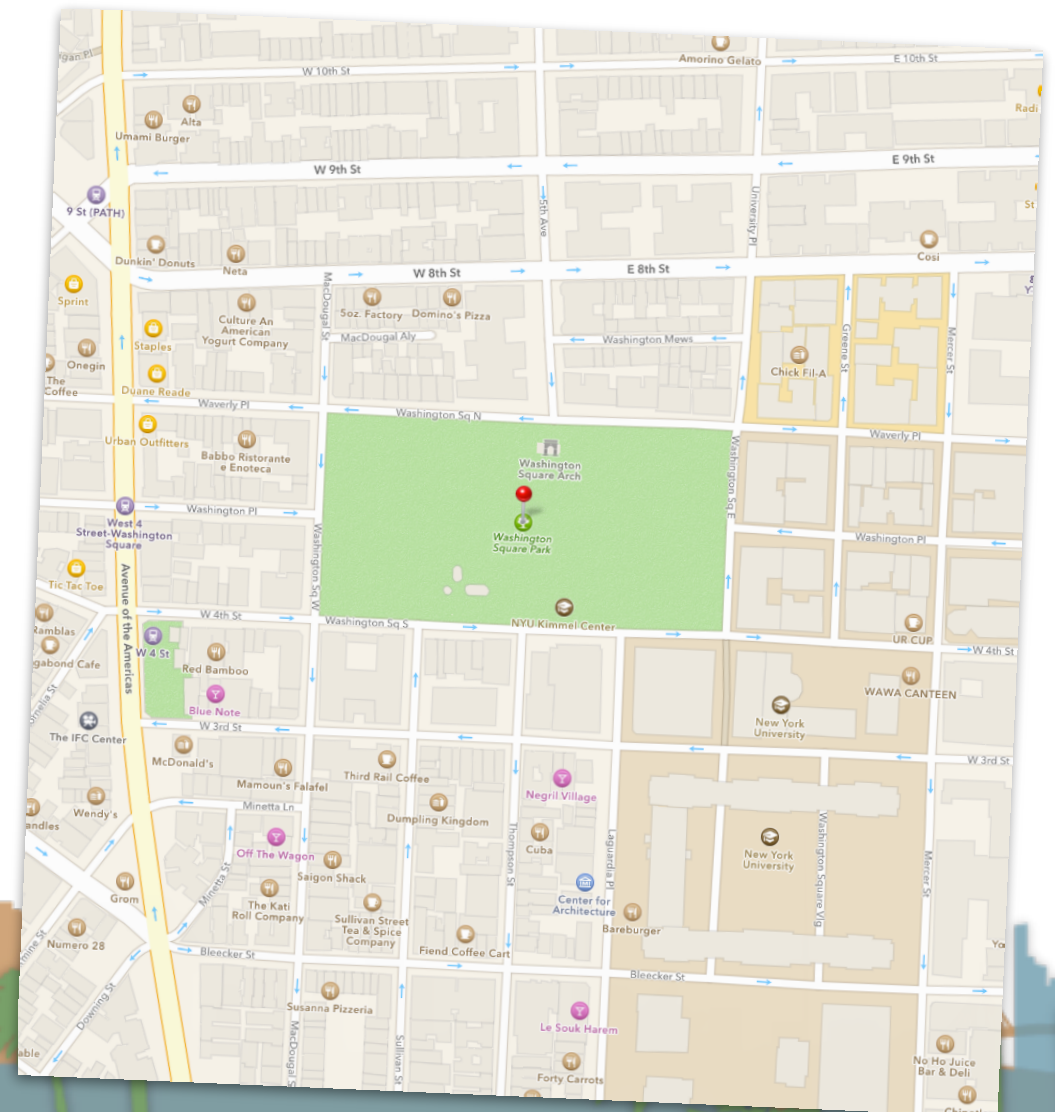 Amorino Gelato
E 10th St
W 10th St
Alta
Umami Burger
W 9th St
E 9th St
9 St (PATH)
5th Ave
University Pl
Dunkin' Donuts
Neta
W 8th St
E 8th St
Cosi
Sprint
MacDougal St
Soz. Factory
Domino's Pizza
Culture An
American
Yogurt Company
Staples
MacDougal Aly
Washington Mews
Greene St
Mercer St
Onegin
Chick Fil-A
The
Coffee
Duane Reade
Waverly Pl
Washington Sq N
Waverly Pl
Urban Outfitters
Babbo Ristorante
e Enoteca
Washington
Square Arch
Washington Sq E
Washington Pl
West 4
Street-Washington
Square
Washington
Square Park
Washington Pl
Washington Sq W
Tic Tac Toe
Avenue of the Americas
W 4th St
Washington Sq S
NYU Kimmel Center
UR CUP
W 4th St
W 4 St
Red Bamboo
WAWA CANTEEN
Blue Note
New York
University
The IFC Center
W 3rd St
W 3rd St
McDonald's
Third Rail Coffee
Mamoun's Falafel
Negril Village
Minetta Ln
Wendy's
Dumpling Kingdom
Off The Wagon
Thompson St
Cuba
Laguardia Pl
New York
University
Washington Square Vlg
Mercer St
Saigon Shack
Minetta St
Grom
The Kati
Roll Company
Center for
Architecture
Sullivan Street
Tea & Spice
Company
Bareburger
Numero 28
Fiend Coffee Cart
Bleecker St
Bleecker St
Downing St
Susanna Pizzeria
Le Souk Harem
MacDougal St
Sullivan St
Forty Carrots
No Ho Juice
Bar & Deli